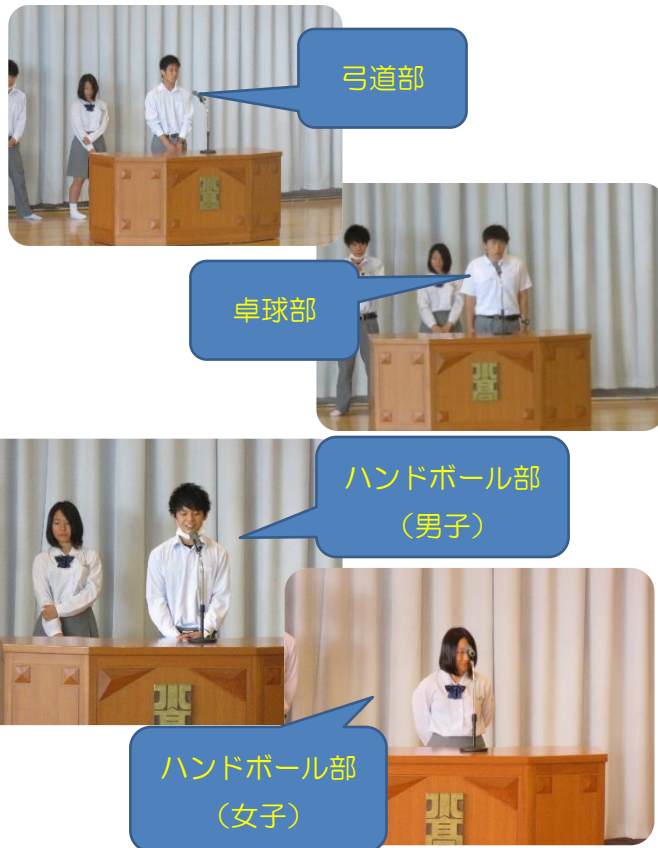 弓道部
卓球部
ハンドボール部
（男子）
ハンドボール部
（女子）